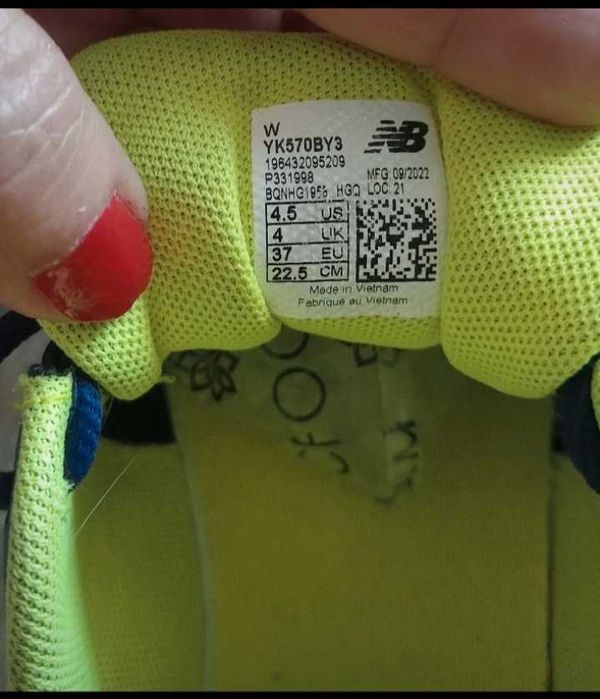 W
YK570BY3
NB
196432095209
P331998 MFG 09/2022
HGQ LOC 21
4.5 US
4 UK
37 EU
22.5 CM
Made in Vietnam
Fabriqué au Vietnam